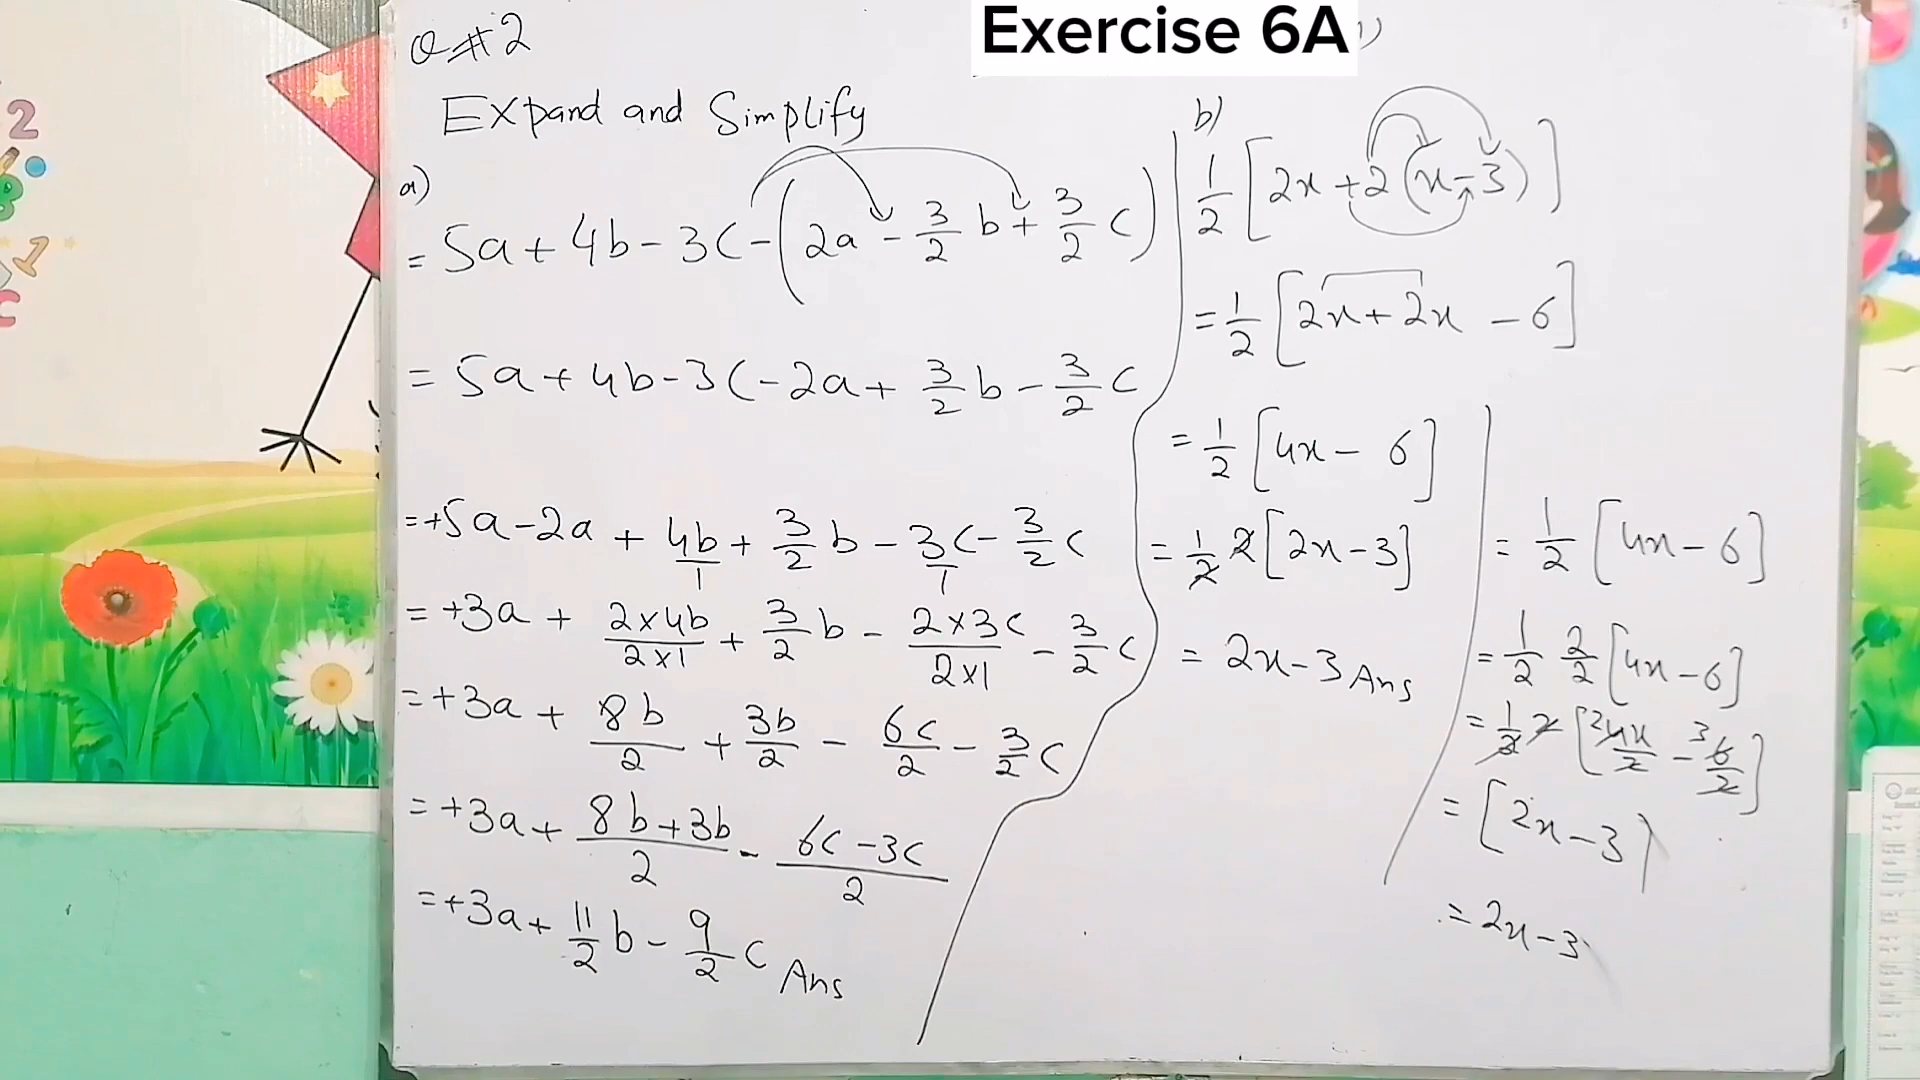 Exercise 6A
Q#2
Expand and Simplify
a)
= 5a + 4b - 3c - (2a - 3/2 b + 3/2 c)
= 5a + 4b - 3c - 2a + 3/2 b - 3/2 c
= +5a - 2a + 4b/1 + 3/2 b - 3/1 c - 3/2 c
= +3a + 2×4b/2×1 + 3/2 b - 2×3c/2×1 - 3/2 c
= +3a + 8b/2 + 3b/2 - 6c/2 - 3/2 c
= +3a + 8b+3b/2 - 6c-3c/2
= +3a + 11/2 b - 9/2 c Ans
b)
1/2 [2x + 2(x-3)]
= 1/2 [2x + 2x - 6]
= 1/2 [4x - 6]
= 1/2 2[2x - 3]
= 2x - 3 Ans
= 1/2 [4x - 6]
= 1/2 2/2 [4x - 6]
= 1/2 2 [2 4x/2 - 3 6/2]
= [2x - 3)
= 2x - 3
2
1